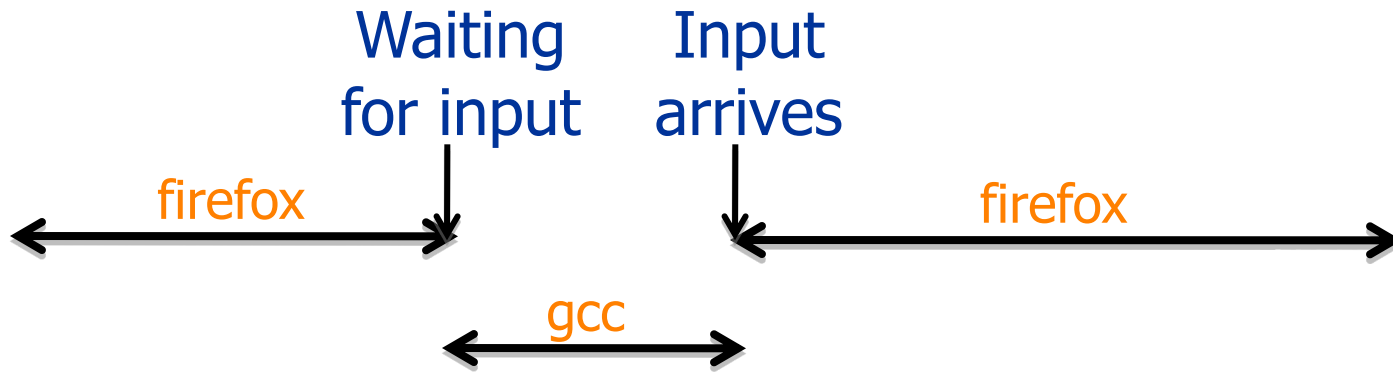 Waiting
for input
Input
arrives
firefox
firefox
gcc